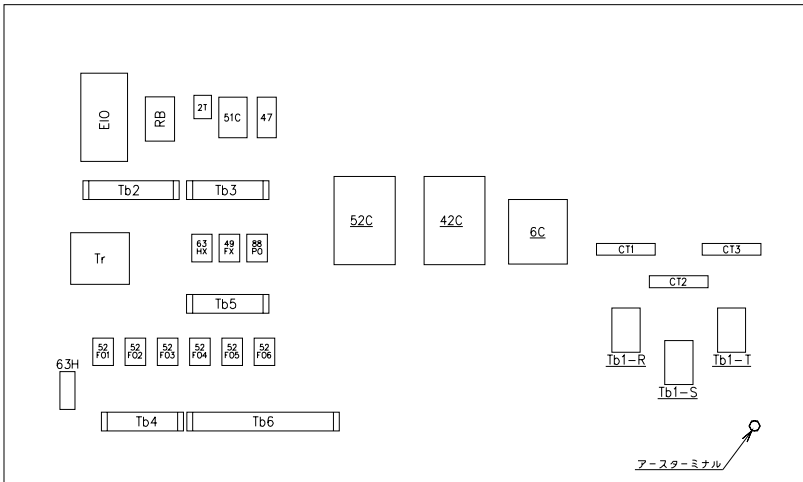 EIO
RB
2T
51C
47
Tb2
Tb3
52C
42C
6C
Tr
63
HX
49
FX
88
PO
CT1
CT3
CT2
Tb5
52
FO1
52
FO2
52
FO3
52
FO4
52
FO5
52
FO6
63H
Tb1-R
Tb1-S
Tb1-T
Tb4
Tb6
アースターミナル